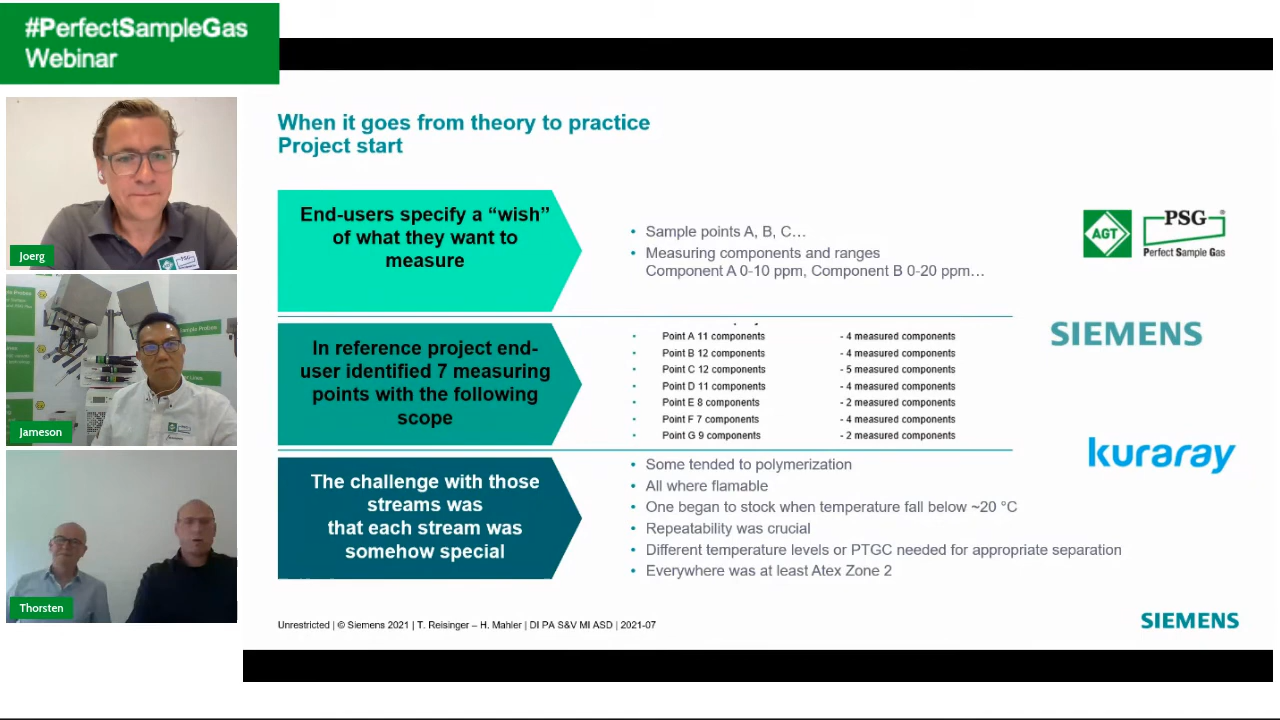 #PerfectSampleGas
Webinar
When it goes from theory to practice
Project start
End-users specify a “wish”
of what they want to
measure
• Sample points A, B, C…
• Measuring components and ranges
Component A 0-10 ppm, Component B 0-20 ppm…
AGT
PSG®
Perfect Sample Gas
SIEMENS
In reference project end-
user identified 7 measuring
points with the following
scope
• Point A 11 components - 4 measured components
• Point B 12 components - 4 measured components
• Point C 12 components - 5 measured components
• Point D 11 components - 4 measured components
• Point E 8 components - 2 measured components
• Point F 7 components - 4 measured components
• Point G 9 components - 2 measured components
kuraray
The challenge with those
streams was
that each stream was
somehow special
• Some tended to polymerization
• All where flamable
• One began to stock when temperature fall below ~20 °C
• Repeatability was crucial
• Different temperature levels or PTGC needed for appropriate separation
• Everywhere was at least Atex Zone 2
Unrestricted | © Siemens 2021 | T. Reisinger – H. Mahler | DI PA S&V MI ASD | 2021-07
SIEMENS
Joerg
PSG
Sample Probes
Jameson
Thorsten